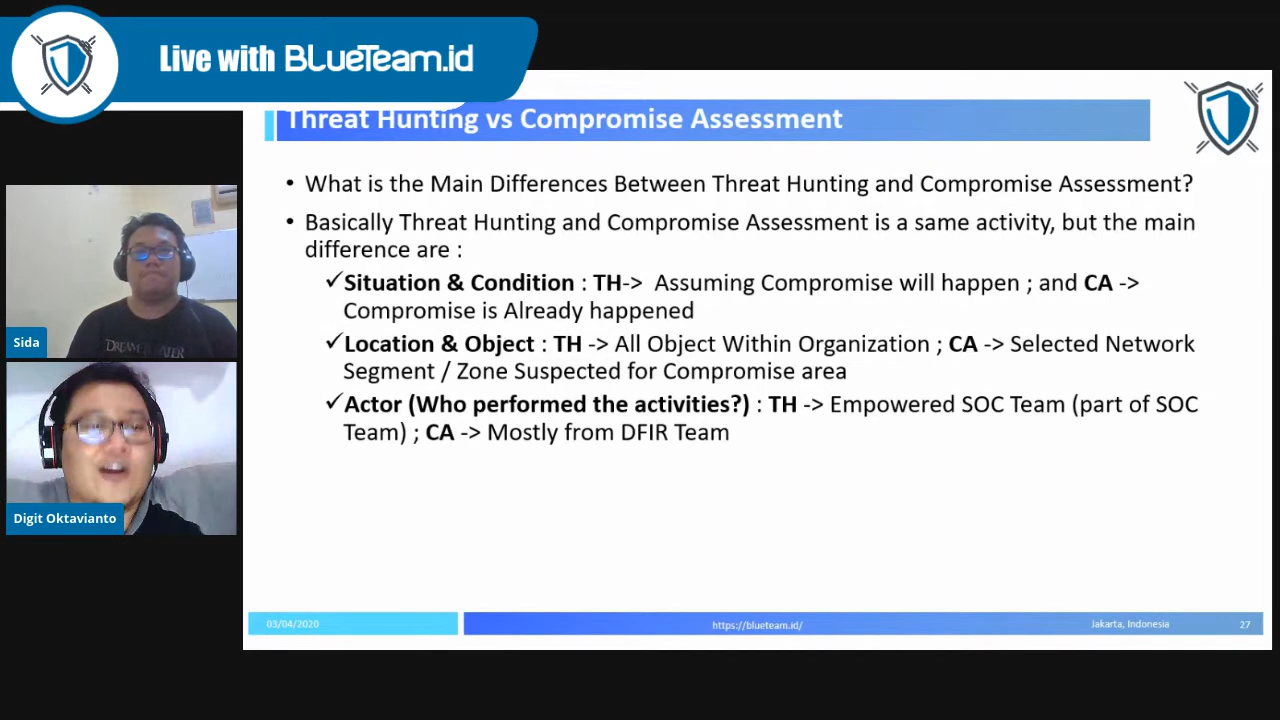 Live with BLueTeam.id
Threat Hunting vs Compromise Assessment
• What is the Main Differences Between Threat Hunting and Compromise Assessment?
• Basically Threat Hunting and Compromise Assessment is a same activity, but the main
difference are :
✓Situation & Condition : TH-> Assuming Compromise will happen ; and CA ->
Compromise is Already happened
✓Location & Object : TH -> All Object Within Organization ; CA -> Selected Network
Segment / Zone Suspected for Compromise area
✓Actor (Who performed the activities?) : TH -> Empowered SOC Team (part of SOC
Team) ; CA -> Mostly from DFIR Team
Sida
Digit Oktavianto
03/04/2020
https://blueteam.id/
Jakarta, Indonesia
27